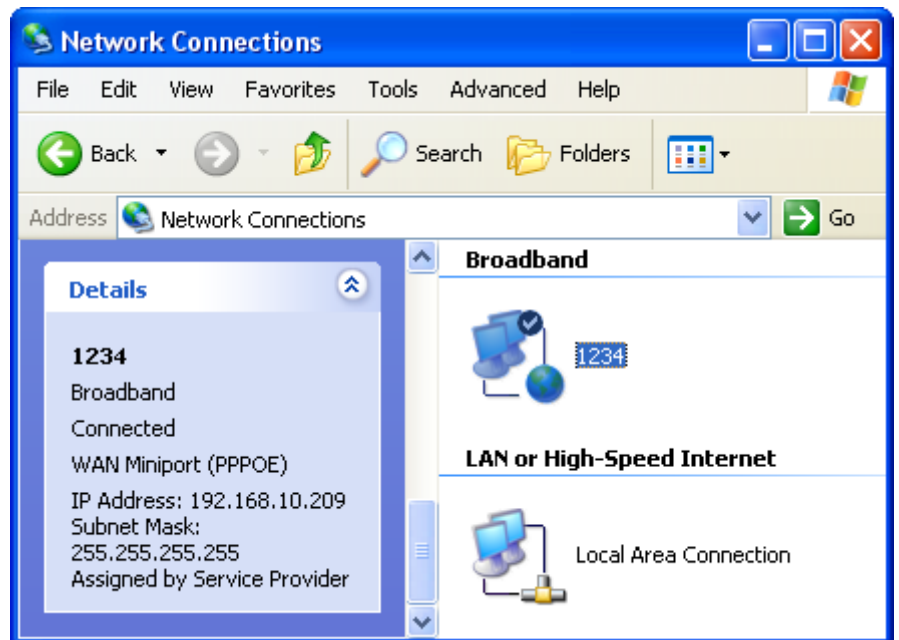 Network Connections
File Edit View Favorites Tools Advanced Help
Back Search Folders
Address Network Connections Go
Details
1234
Broadband
Connected
WAN Miniport (PPPOE)
IP Address: 192.168.10.209
Subnet Mask:
255.255.255.255
Assigned by Service Provider
Broadband
1234
LAN or High-Speed Internet
Local Area Connection